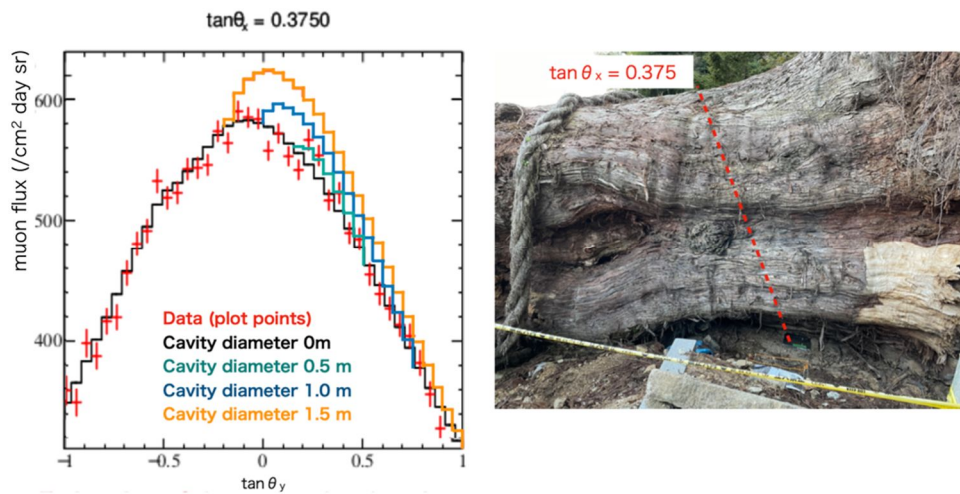 tanθx = 0.3750
muon flux (/cm2 day sr)
600
500
400
Data (plot points)
Cavity diameter 0m
Cavity diameter 0.5 m
Cavity diameter 1.0 m
Cavity diameter 1.5 m
-1
-0.5
0
0.5
1
tan θ y
tan θ x = 0.375